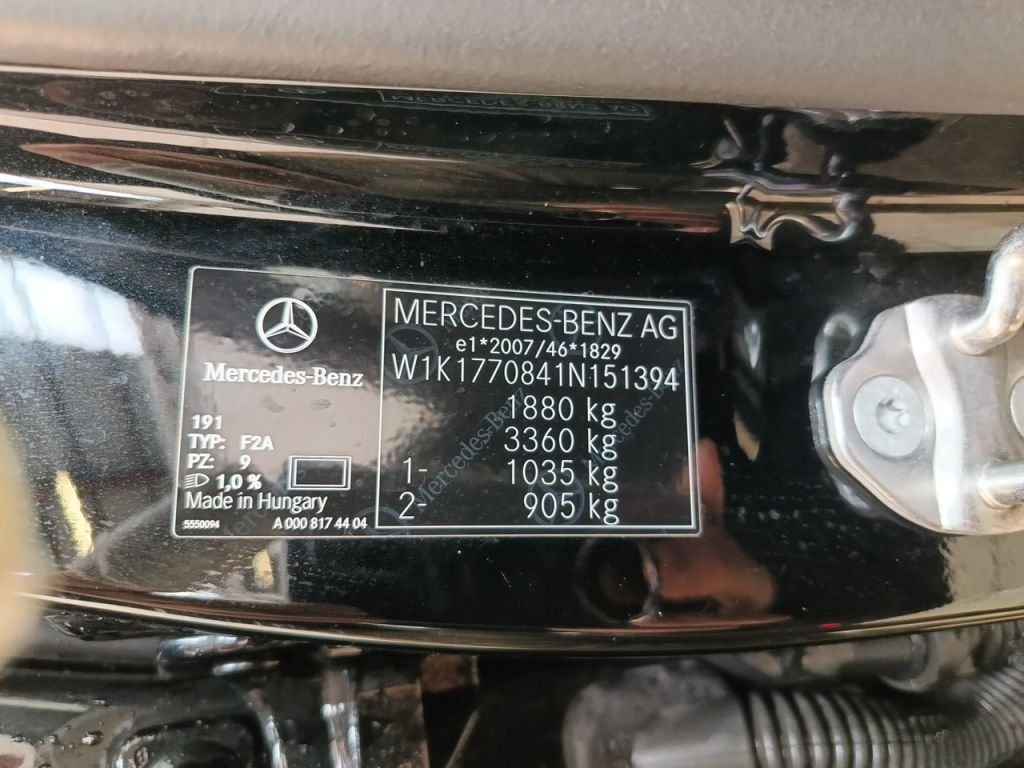 Mercedes-Benz
191
TYP: F2A
PZ: 9
1,0 %
Made in Hungary
5550094 A 000 817 44 04
MERCEDES-BENZ AG
e1*2007/46*1829
W1K1770841N151394
1880 kg
3360 kg
1- 1035 kg
2- 905 kg